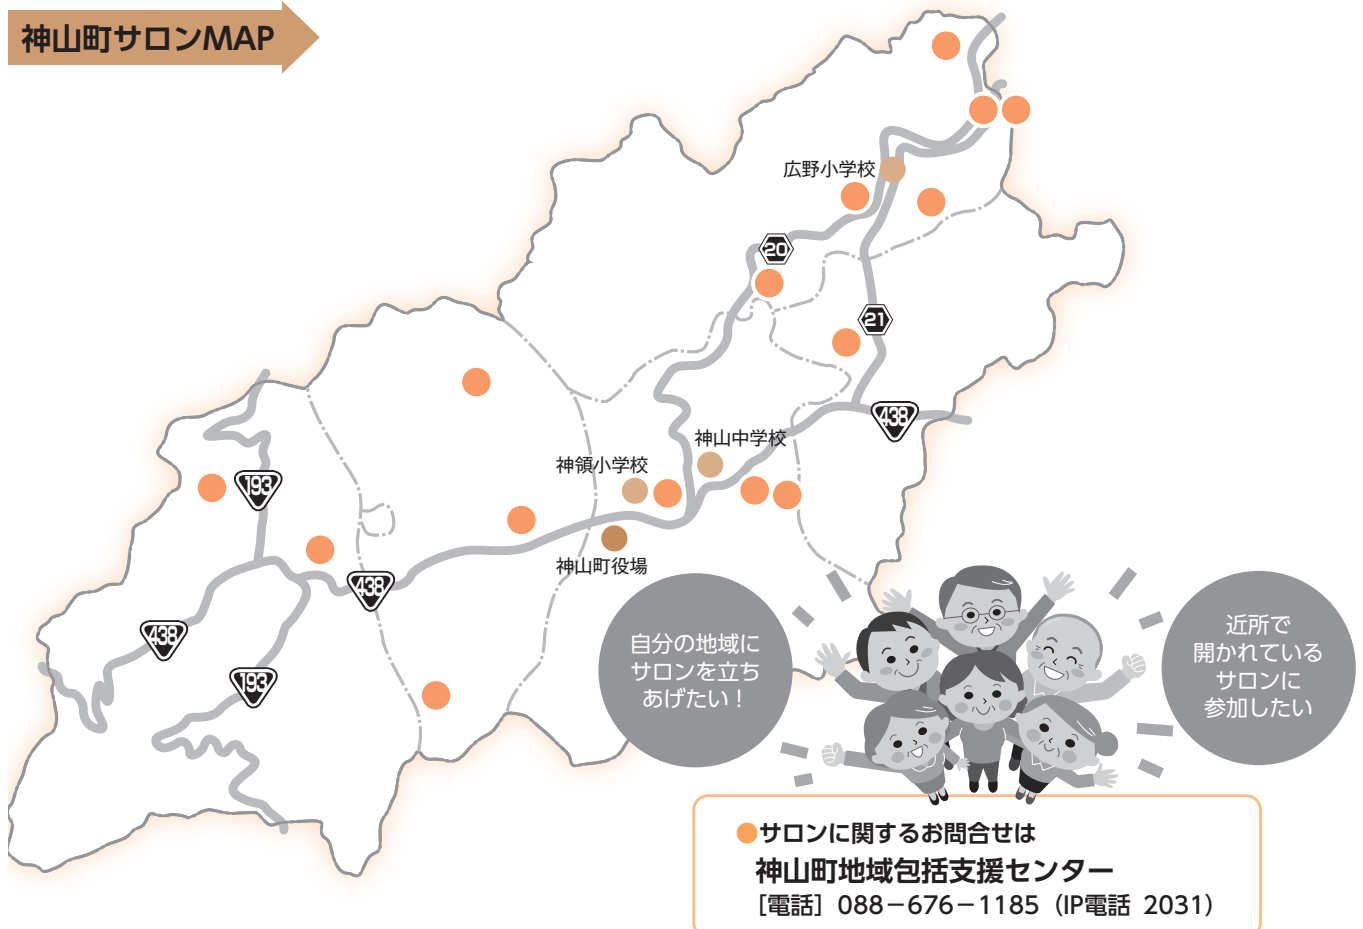 神山町サロンMAP
広野小学校
20
21
438
神山中学校
神領小学校
193
神山町役場
438
438
193
自分の地域に
サロンを立ち
あげたい！
近所で
開かれている
サロンに
参加したい
●サロンに関するお問合せは
神山町地域包括支援センター
［電話］088－676－1185（IP電話 2031）